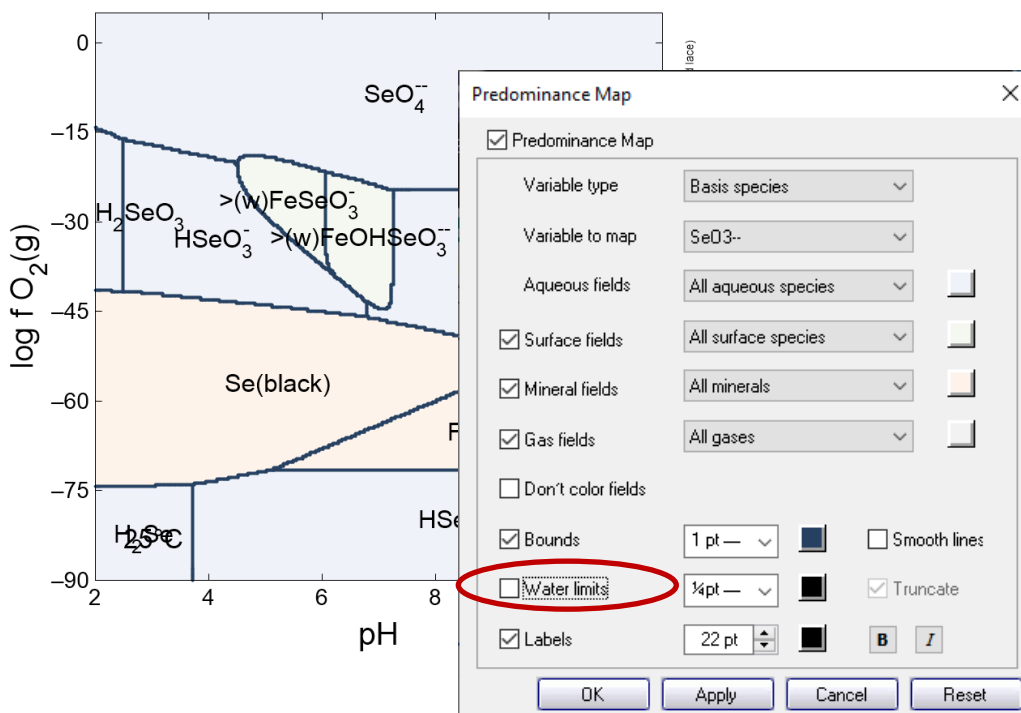 0
−15
−30
−45
−60
−75
−90
2
4
6
8
pH
log f O₂(g)
SeO₄⁻⁻
H₂SeO₃
HSeO₃⁻
>(w)FeSeO₃⁻
>(w)FeOHSeO₃⁻⁻
Se(black)
F
H₂Se
25°C
HSe
lace)
Predominance Map
Predominance Map
Variable type Basis species
Variable to map SeO3--
Aqueous fields All aqueous species
Surface fields All surface species
Mineral fields All minerals
Gas fields All gases
Don't color fields
Bounds 1 pt — Smooth lines
Water limits ¼pt — Truncate
Labels 22 pt B I
OK Apply Cancel Reset